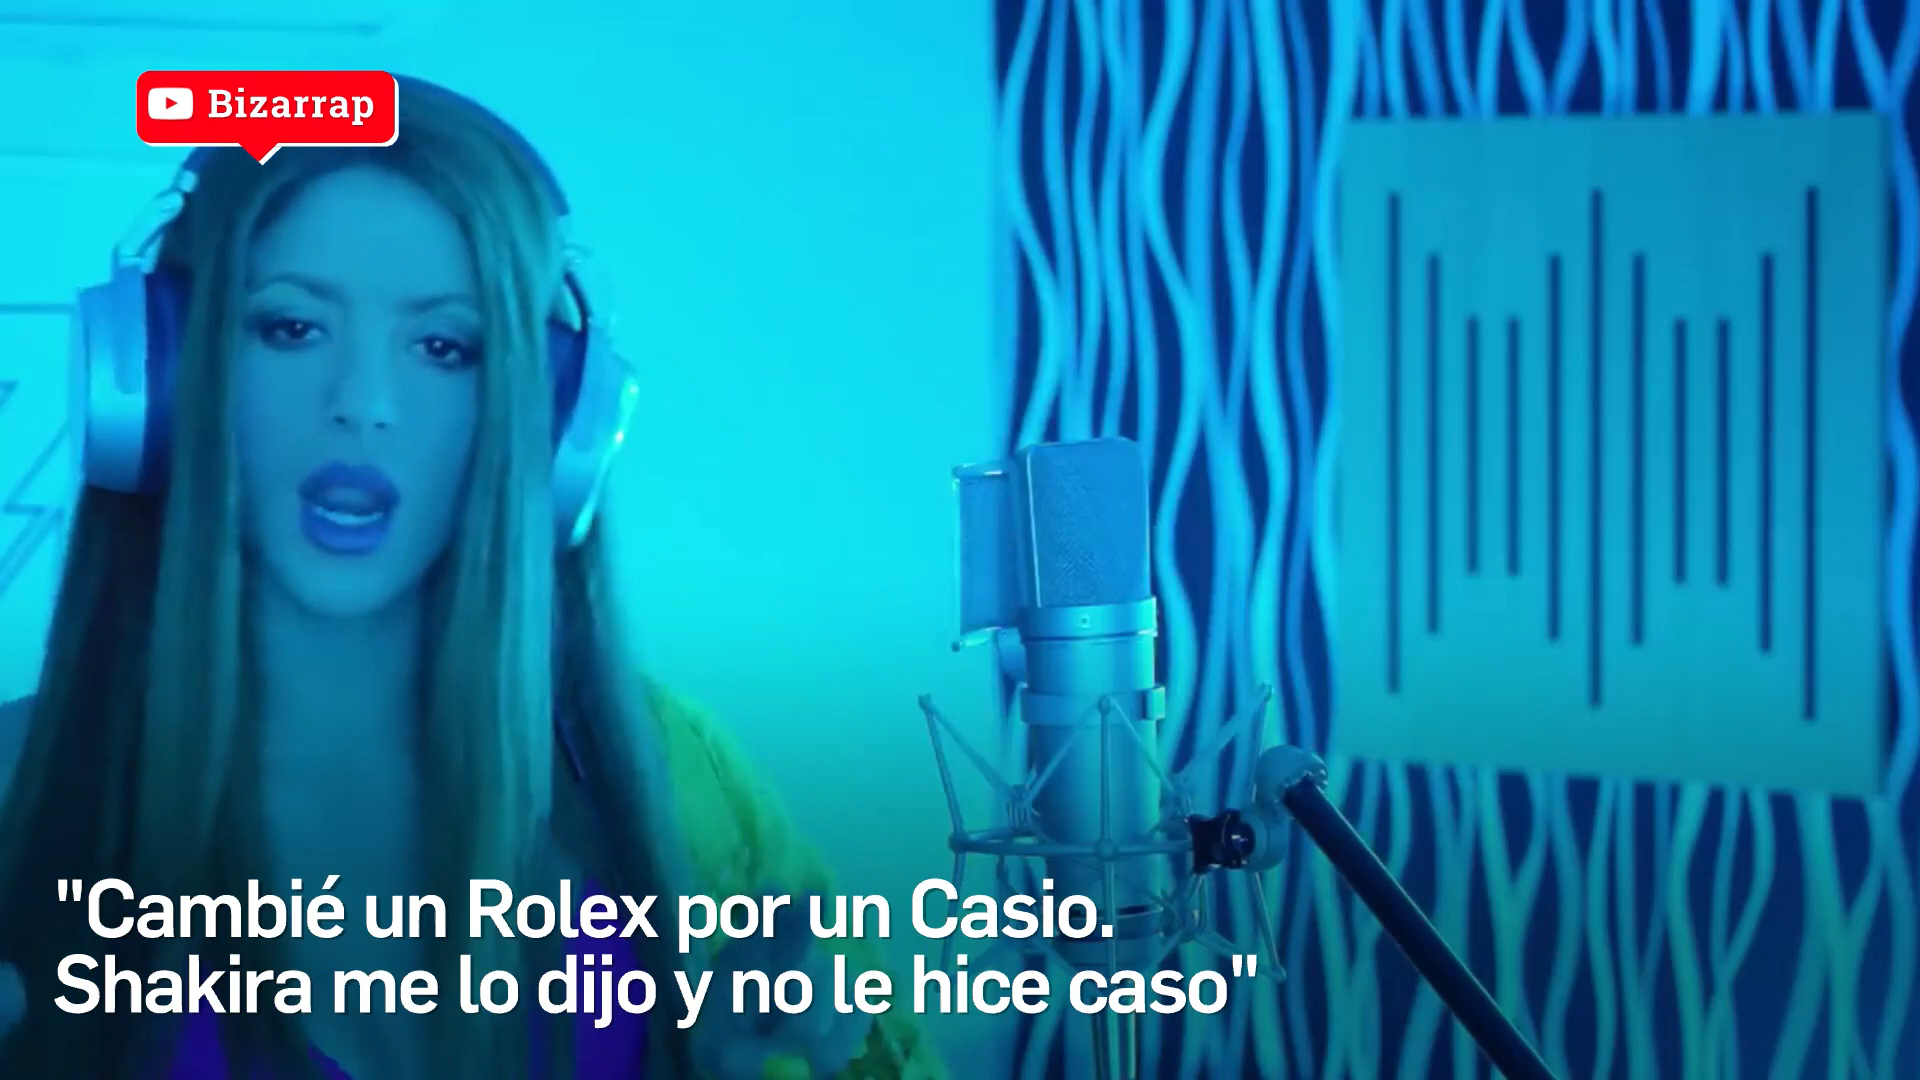 Bizarrap
"Cambié un Rolex por un Casio.
Shakira me lo dijo y no le hice caso"